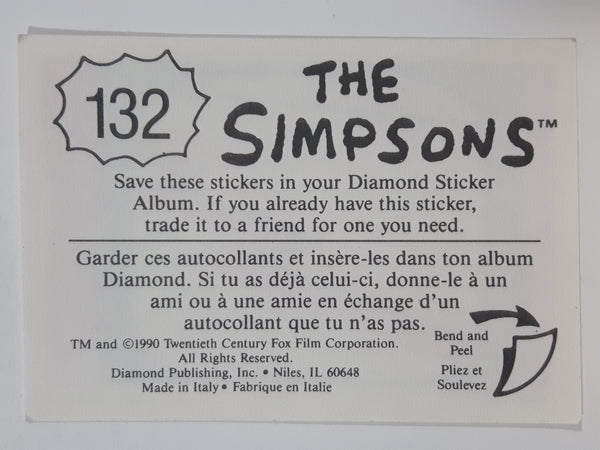 132
THE
SIMPSONS™
Save these stickers in your Diamond Sticker
Album. If you already have this sticker,
trade it to a friend for one you need.
Garder ces autocollants et insère-les dans ton album
Diamond. Si tu as déjà celui-ci, donne-le à un
ami ou à une amie en échange d'un
autocollant que tu n'as pas.
TM and ©1990 Twentieth Century Fox Film Corporation.
All Rights Reserved.
Diamond Publishing, Inc. • Niles, IL 60648
Made in Italy • Fabrique en Italie
Bend and
Peel
Pliez et
Soulevez